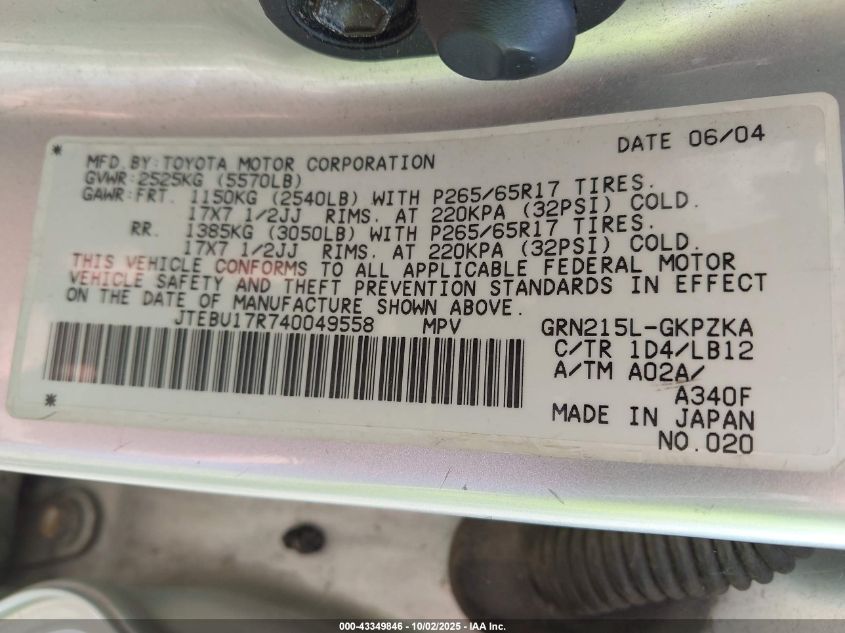 DATE 06/04
MFD. BY: TOYOTA MOTOR CORPORATION
GVWR: 2525KG (5570LB)
GAWR: FRT. 1150KG (2540LB) WITH P265/65R17 TIRES.
17X7 1/2JJ RIMS. AT 220KPA (32PSI) COLD.
RR. 1385KG (3050LB) WITH P265/65R17 TIRES.
17X7 1/2JJ RIMS. AT 220KPA (32PSI) COLD.
THIS VEHICLE CONFORMS TO ALL APPLICABLE FEDERAL MOTOR
VEHICLE SAFETY AND THEFT PREVENTION STANDARDS IN EFFECT
ON THE DATE OF MANUFACTURE SHOWN ABOVE.
JTEBU17R740049558 MPV GRN215L-GKPZKA
C/TR 1D4/LB12
A/TM A02A/
A340F
MADE IN JAPAN
NO.020
000-43349846 - 10/02/2025 - IAA Inc.